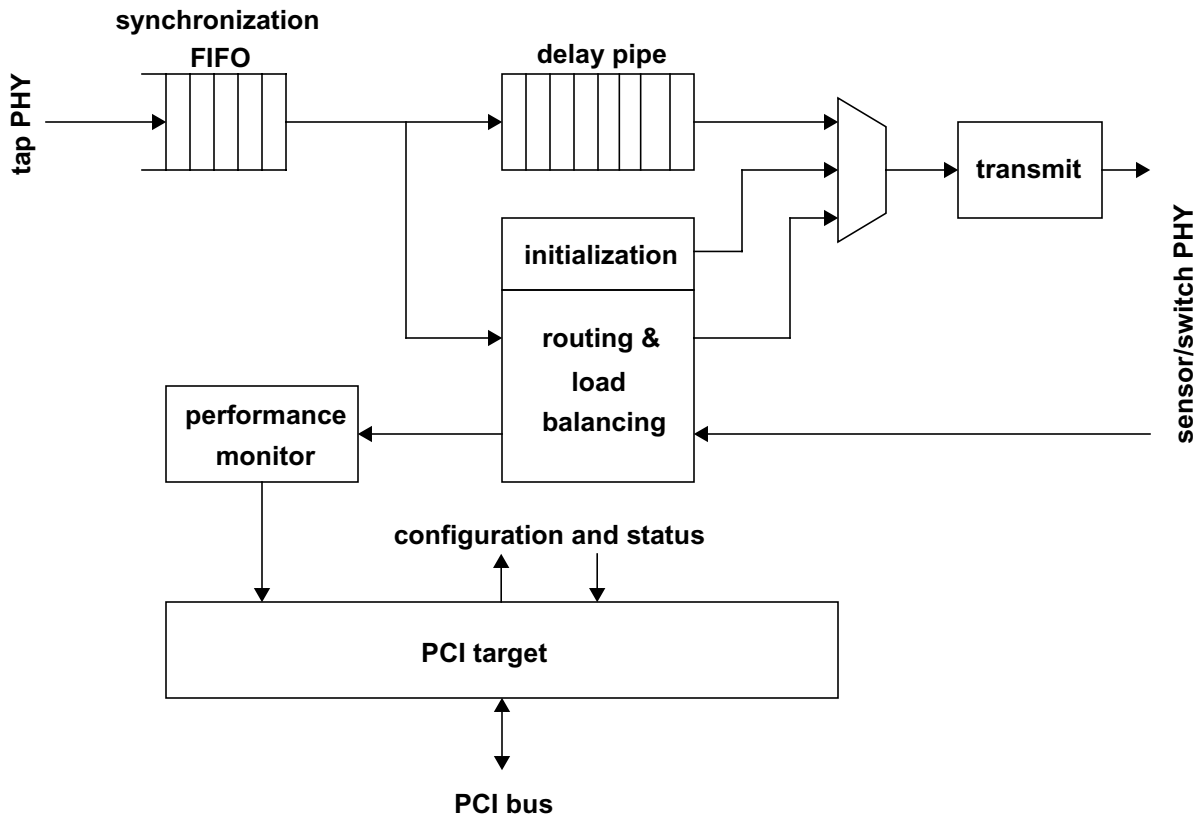 synchronization
FIFO
delay pipe
tap PHY
transmit
initialization
sensor/switch PHY
routing &
load
balancing
performance
monitor
configuration and status
PCI target
PCI bus